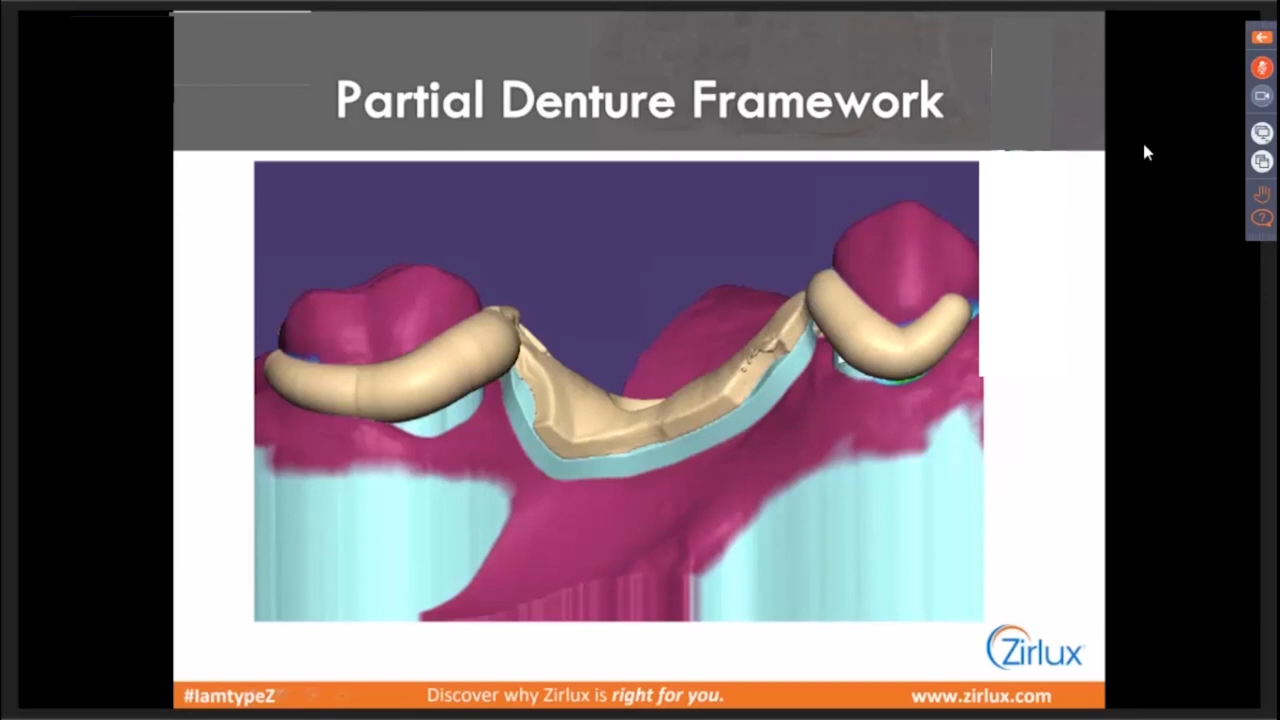 Partial Denture Framework
Zirlux
#IamtypeZ
Discover why Zirlux is right for you.
www.zirlux.com